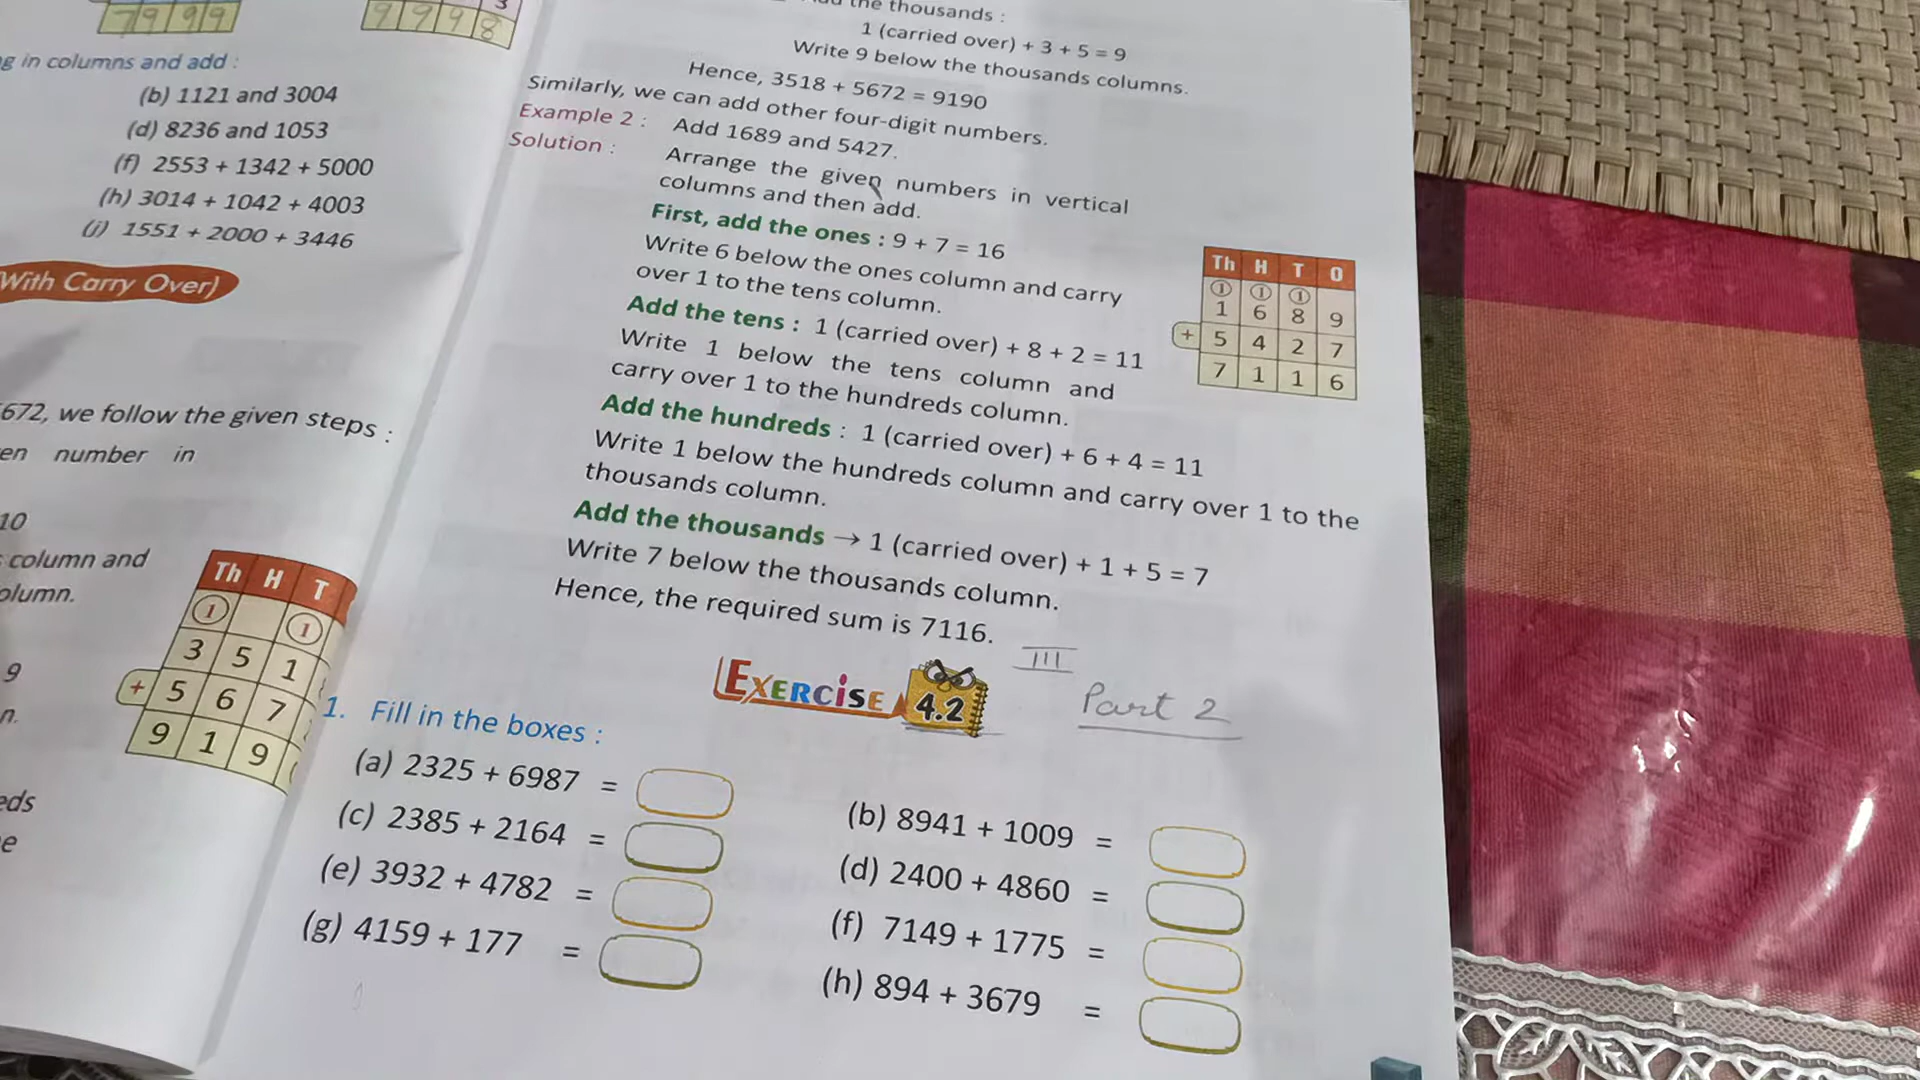 7999
9998
g in columns and add :
(b) 1121 and 3004
(d) 8236 and 1053
(f) 2553 + 1342 + 5000
(h) 3014 + 1042 + 4003
(j) 1551 + 2000 + 3446
With Carry Over)
672, we follow the given steps :
en number in
10
column and
olumn.
9
n.
eds
e
Th H T
1 1
3 5 1
+ 5 6 7
9 1 9
the thousands :
1 (carried over) + 3 + 5 = 9
Write 9 below the thousands columns.
Hence, 3518 + 5672 = 9190
Similarly, we can add other four-digit numbers.
Example 2 : Add 1689 and 5427.
Solution : Arrange the given numbers in vertical
columns and then add.
First, add the ones : 9 + 7 = 16
Write 6 below the ones column and carry
over 1 to the tens column.
Add the tens : 1 (carried over) + 8 + 2 = 11
Write 1 below the tens column and
carry over 1 to the hundreds column.
Add the hundreds : 1 (carried over) + 6 + 4 = 11
Write 1 below the hundreds column and carry over 1 to the
thousands column.
Add the thousands → 1 (carried over) + 1 + 5 = 7
Write 7 below the thousands column.
Hence, the required sum is 7116.
Th H T O
1 1 1
1 6 8 9
+ 5 4 2 7
7 1 1 6
III
EXERCISE 4.2
Part 2
1. Fill in the boxes :
(a) 2325 + 6987 =
(b) 8941 + 1009 =
(c) 2385 + 2164 =
(d) 2400 + 4860 =
(e) 3932 + 4782 =
(f) 7149 + 1775 =
(g) 4159 + 177 =
(h) 894 + 3679 =